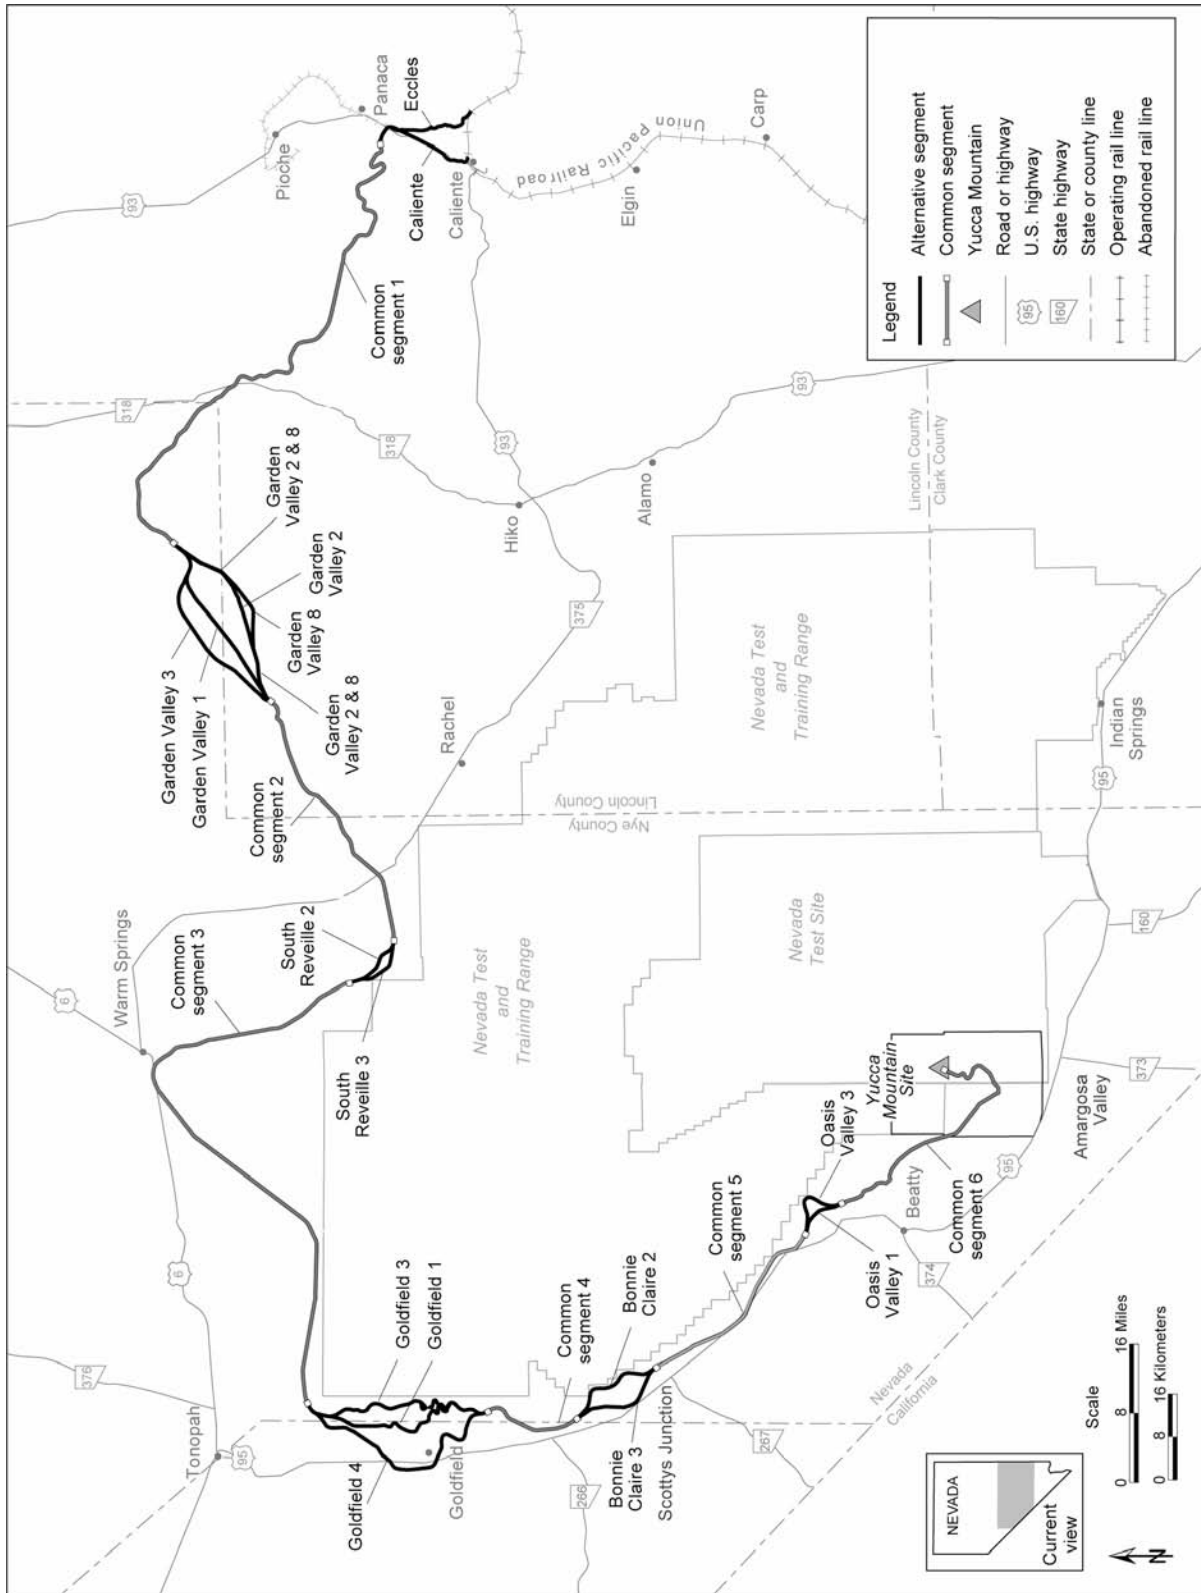 Pioche
Panaca
Eccles
Caliente
Caliente
Union Pacific Railroad
Elgin
Carp
93
Common
segment 1
318
318
93
93
Hiko
Alamo
Lincoln County
Clark County
Garden
Valley 2 & 8
Garden
Valley 2
Garden
Valley 8
Garden
Valley 2 & 8
Garden Valley 3
Garden Valley 1
375
Rachel
Common
segment 2
Nye County
Lincoln County
Nevada Test
and
Training Range
Indian
Springs
95
South
Reveille 2
South
Reveille 3
Warm Springs
6
Common
segment 3
Nevada Test
and
Training Range
Nevada
Test Site
Yucca
Mountain
Site
160
373
Amargosa
Valley
95
Oasis
Valley 3
Oasis
Valley 1
Common
segment 6
Beatty
374
Common
segment 5
Bonnie
Claire 2
Bonnie
Claire 3
Common
segment 4
Scottys Junction
267
266
Nevada
California
Goldfield 3
Goldfield 1
Goldfield 4
Goldfield
Tonopah
95
6
376
Legend
Alternative segment
Common segment
Yucca Mountain
Road or highway
95
U.S. highway
160
State highway
State or county line
Operating rail line
Abandoned rail line
Scale
0 8 16 Miles
0 8 16 Kilometers
NEVADA
Current
view
N